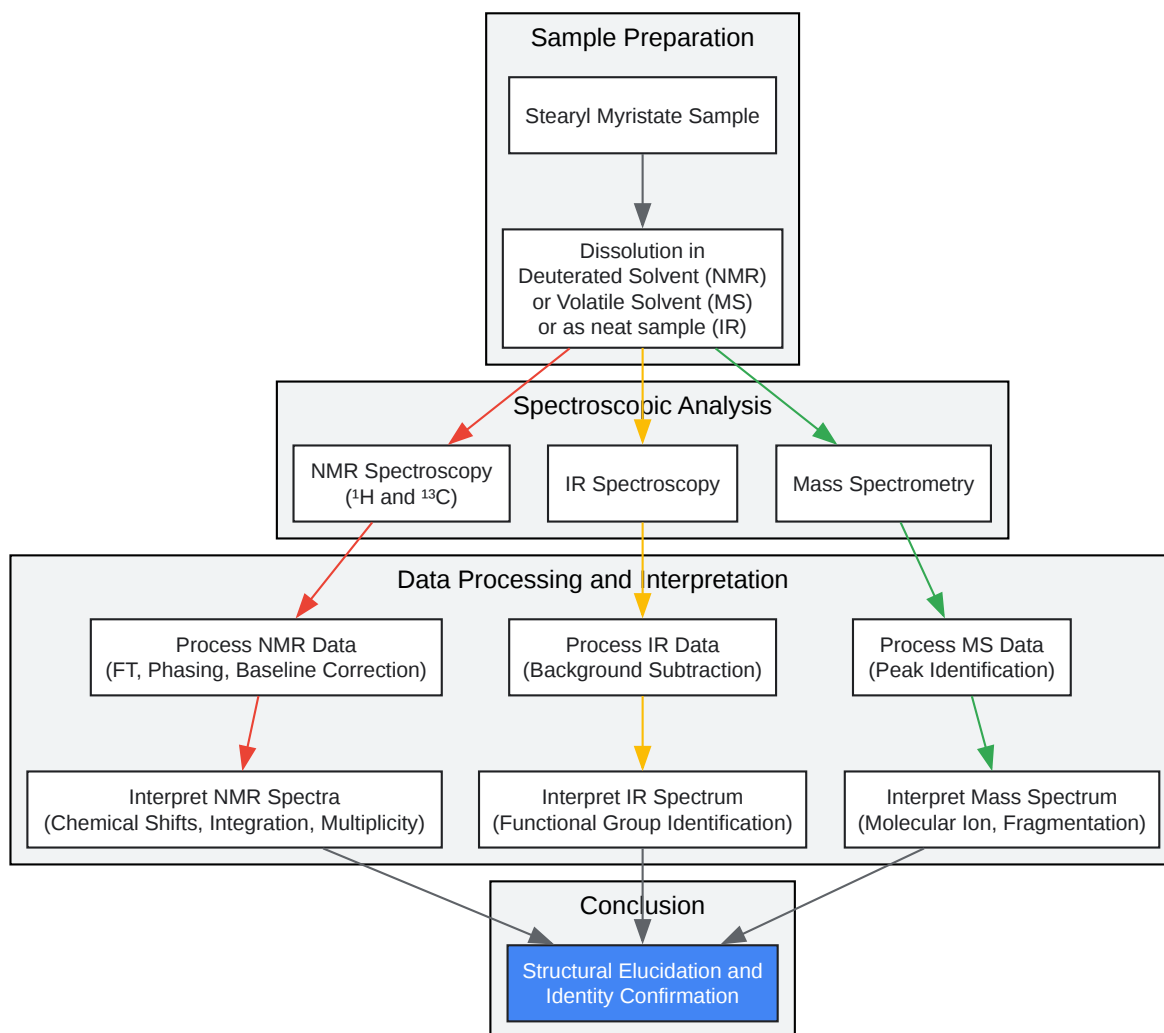 Sample Preparation
Stearyl Myristate Sample
Dissolution in
Deuterated Solvent (NMR)
or Volatile Solvent (MS)
or as neat sample (IR)
Spectroscopic Analysis
NMR Spectroscopy
(¹H and ¹³C)
IR Spectroscopy
Mass Spectrometry
Data Processing and Interpretation
Process NMR Data
(FT, Phasing, Baseline Correction)
Process IR Data
(Background Subtraction)
Process MS Data
(Peak Identification)
Interpret NMR Spectra
(Chemical Shifts, Integration, Multiplicity)
Interpret IR Spectrum
(Functional Group Identification)
Interpret Mass Spectrum
(Molecular Ion, Fragmentation)
Conclusion
Structural Elucidation and
Identity Confirmation